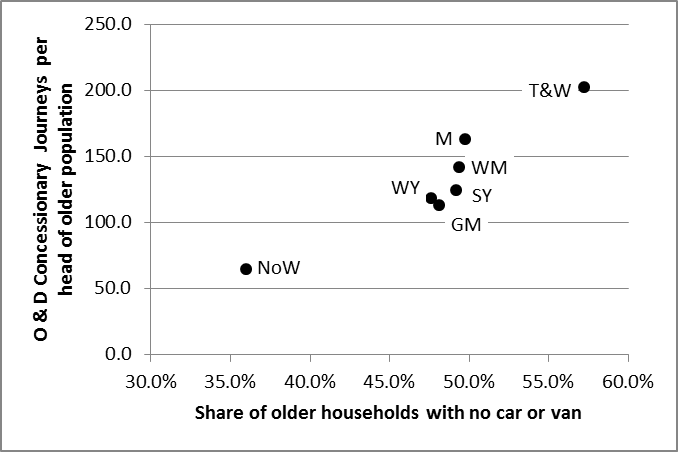 O & D Concessionary Journeys per
head of older population
250.0
200.0
150.0
100.0
50.0
0.0
T&W
M
WM
WY
SY
GM
NoW
30.0% 35.0% 40.0% 45.0% 50.0% 55.0% 60.0%
Share of older households with no car or van